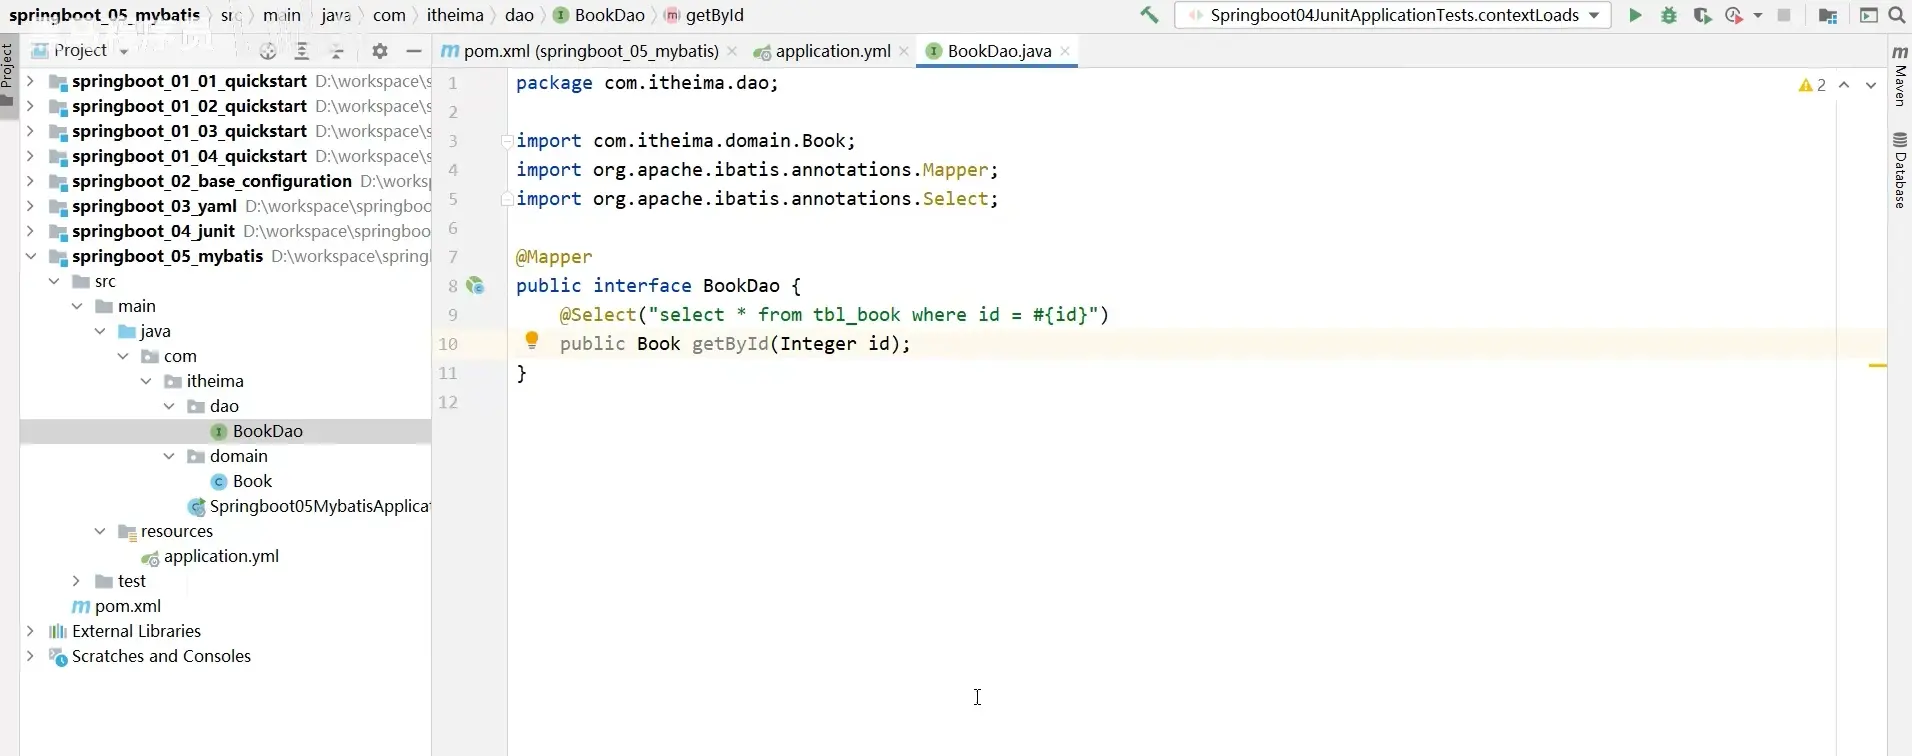 springboot_05_mybatis src main java com itheima dao BookDao getById
Springboot04JunitApplicationTests.contextLoads
Project
Project
pom.xml (springboot_05_mybatis)
application.yml
BookDao.java
springboot_01_01_quickstart D:\workspace\s
springboot_01_02_quickstart D:\workspace\s
springboot_01_03_quickstart D:\workspace\s
springboot_01_04_quickstart D:\workspace\s
springboot_02_base_configuration D:\works
springboot_03_yaml D:\workspace\springboo
springboot_04_junit D:\workspace\springboo
springboot_05_mybatis D:\workspace\spring
src
main
java
com
itheima
dao
BookDao
domain
Book
Springboot05MybatisApplicat
resources
application.yml
test
pom.xml
External Libraries
Scratches and Consoles
1 package com.itheima.dao;
2
3 import com.itheima.domain.Book;
4 import org.apache.ibatis.annotations.Mapper;
5 import org.apache.ibatis.annotations.Select;
6
7 @Mapper
8 public interface BookDao {
9 @Select("select * from tbl_book where id = #{id}")
10 public Book getById(Integer id);
11 }
12
2
Maven
Database